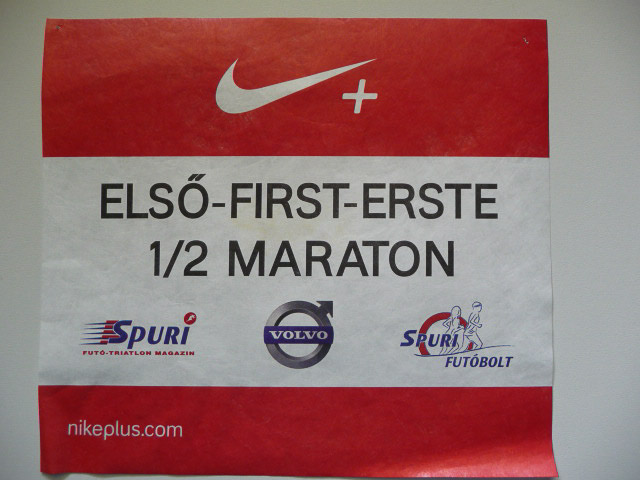 +
ELSŐ-FIRST-ERSTE
1/2 MARATON
SPURI
FUTÓ-TRIATLON MAGAZIN
VOLVO
SPURI
FUTÓBOLT
nikeplus.com